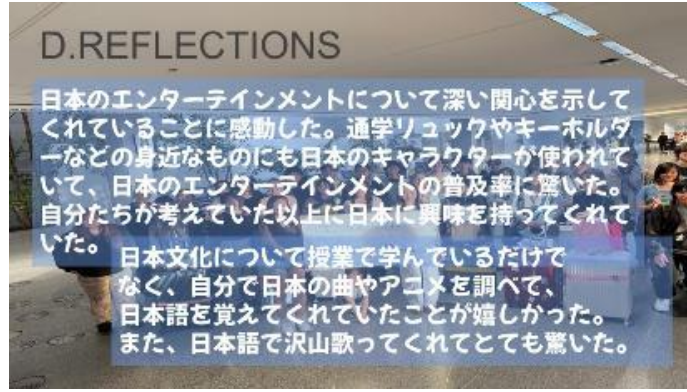 D.REFLECTIONS
日本のエンターテインメントについて深い関心を示して
くれていることに感動した。通学リュックやキーホルダ
ーなどの身近なものにも日本のキャラクターが使われて
いて、日本のエンターテインメントの普及率に驚いた。
自分たちが考えていた以上に日本に興味を持ってくれて
いた。
日本文化について授業で学んでいるだけで
なく、自分で日本の曲やアニメを調べて、
日本語を覚えてくれていたことが嬉しかった。
また、日本語で沢山歌ってくれてとても驚いた。